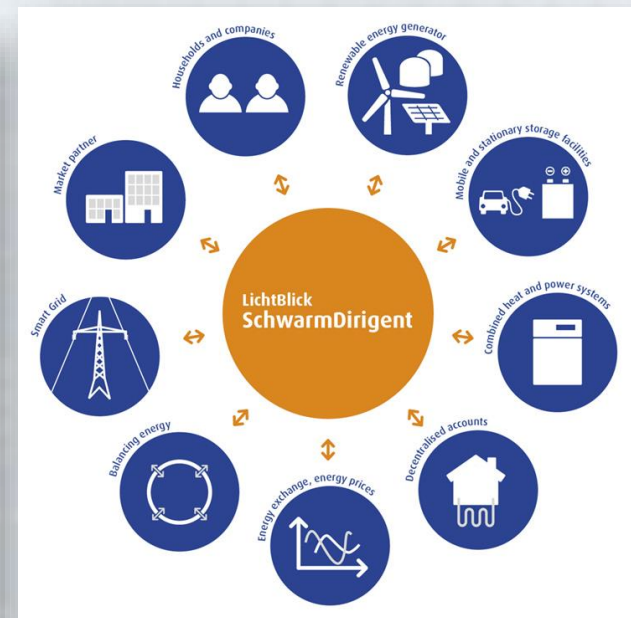 Households and companies
Renewable energy generator
Mobile and stationary storage facilities
Combined heat and power systems
Decentralised accounts
Energy exchange, energy prices
Balancing energy
Smart Grid
Market partner
LichtBlick
SchwarmDirigent